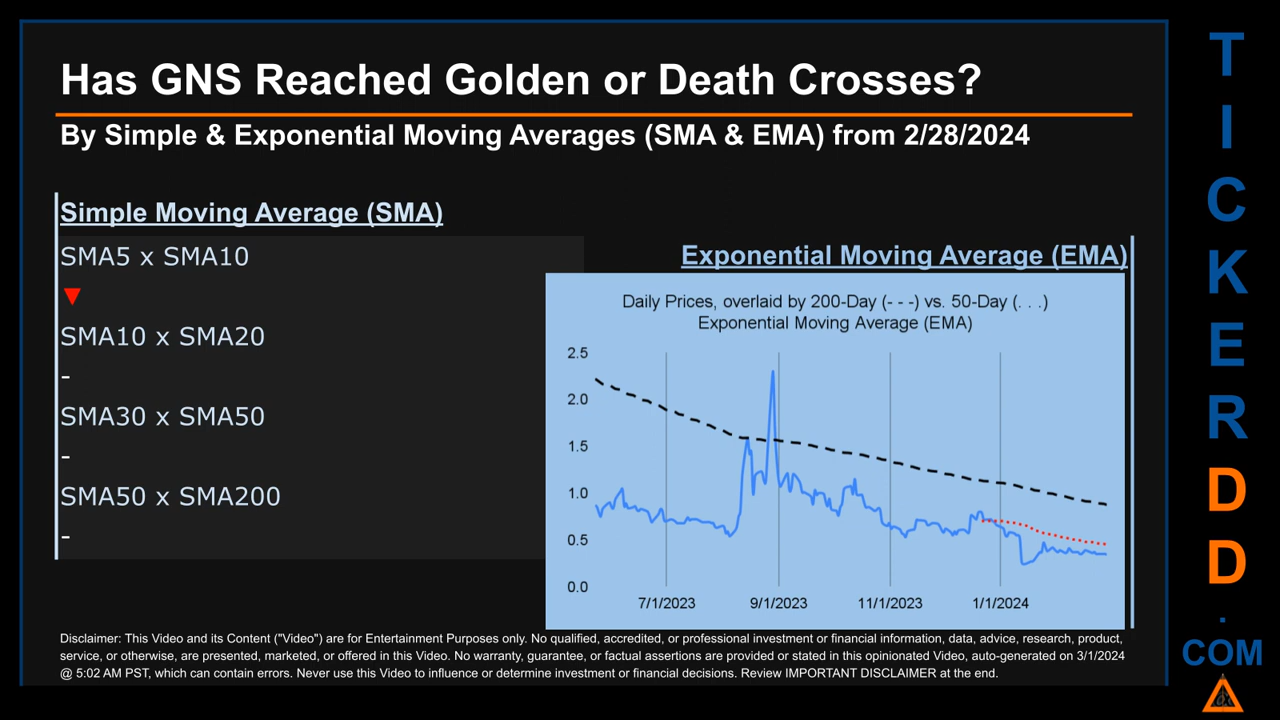 Has GNS Reached Golden or Death Crosses?
By Simple & Exponential Moving Averages (SMA & EMA) from 2/28/2024
Simple Moving Average (SMA)
SMA5 x SMA10
▼
SMA10 x SMA20
-
SMA30 x SMA50
-
SMA50 x SMA200
-
Exponential Moving Average (EMA)
Daily Prices, overlaid by 200-Day (- - -) vs. 50-Day (. . .)
Exponential Moving Average (EMA)
2.5
2.0
1.5
1.0
0.5
0.0
7/1/2023 9/1/2023 11/1/2023 1/1/2024
Disclaimer: This Video and its Content ("Video") are for Entertainment Purposes only. No qualified, accredited, or professional investment or financial information, data, advice, research, product,
service, or otherwise, are presented, marketed, or offered in this Video. No warranty, guarantee, or factual assertions are provided or stated in this opinionated Video, auto-generated on 3/1/2024
@ 5:02 AM PST, which can contain errors. Never use this Video to influence or determine investment or financial decisions. Review IMPORTANT DISCLAIMER at the end.
T
I
C
K
E
R
D
D
.
COM